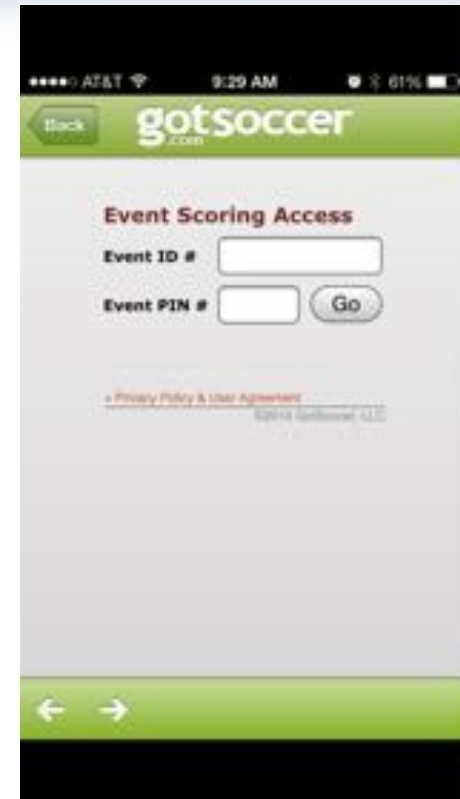 AT&T 9:29 AM 61%
Back gotsoccer
.com
Event Scoring Access
Event ID #
Event PIN # Go
» Privacy Policy & User Agreement
GotSoccer, LLC